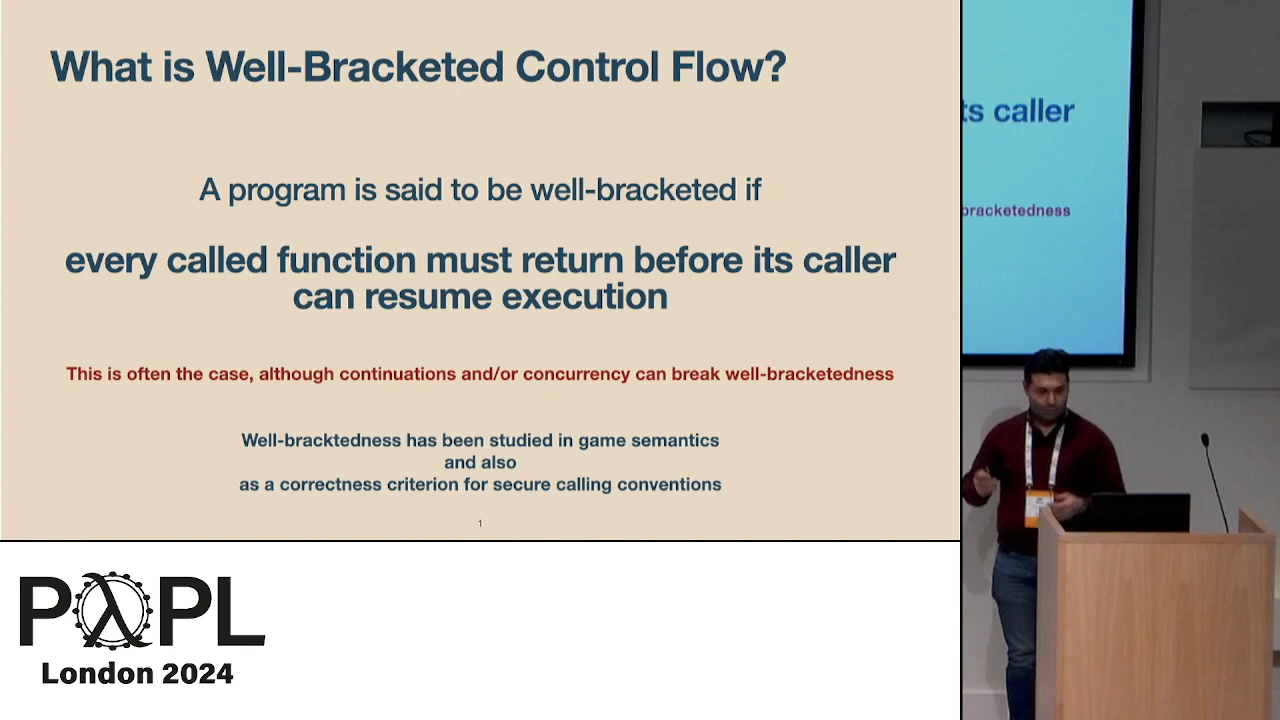 What is Well-Bracketed Control Flow?
A program is said to be well-bracketed if
every called function must return before its caller
can resume execution
This is often the case, although continuations and/or concurrency can break well-bracketedness
Well-bracktedness has been studied in game semantics
and also
as a correctness criterion for secure calling conventions
1
ts caller
bracketedness
PλPL
London 2024